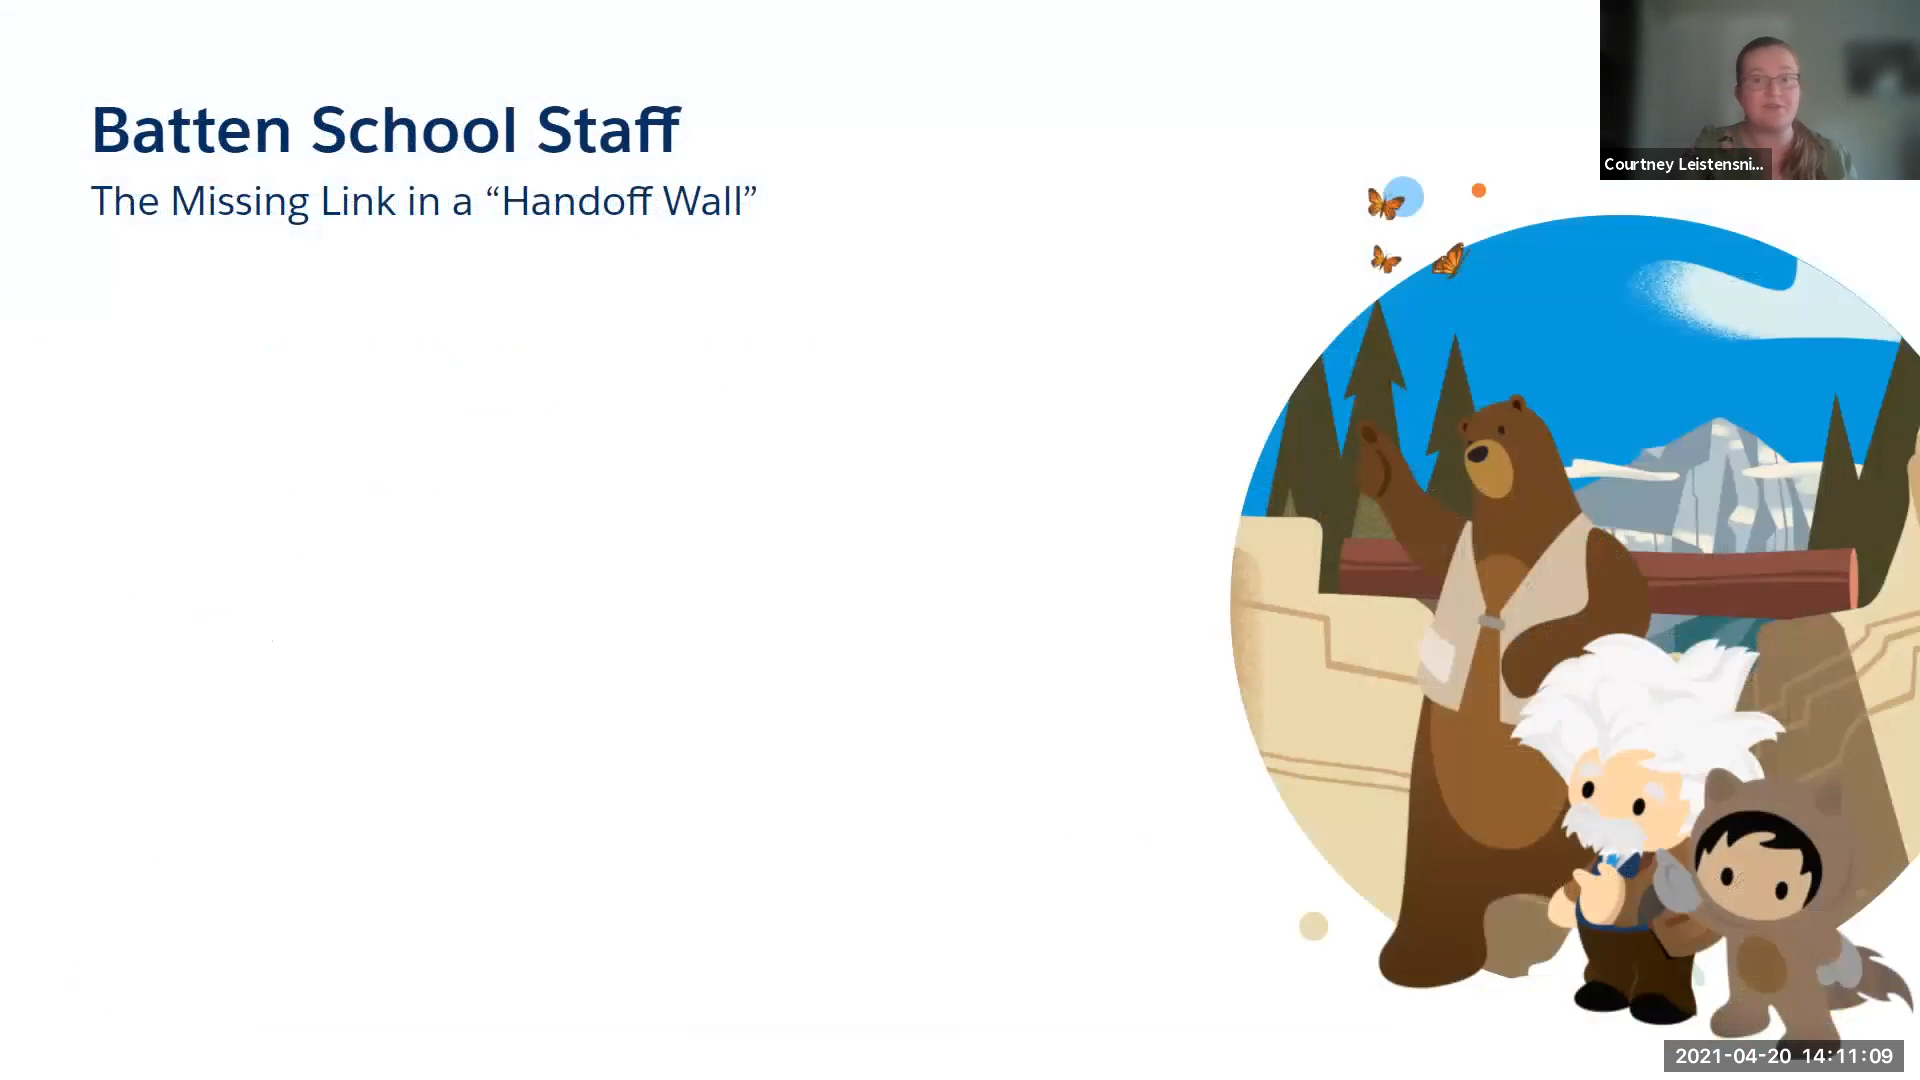 Batten School Staff
The Missing Link in a “Handoff Wall”
Courtney Leistensni...
2021-04-20 14:11:09